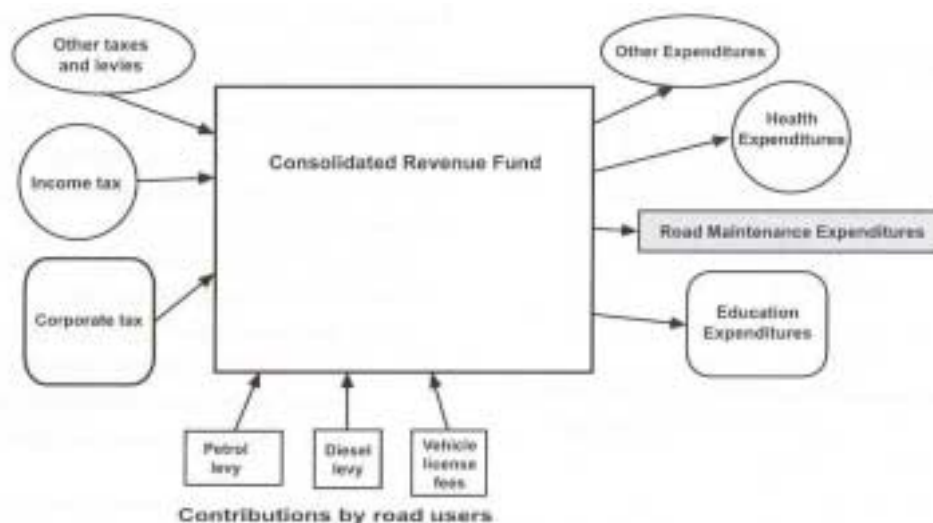 Other taxes
and levies
Other Expenditures
Health
Expenditures
Consolidated Revenue Fund
Income tax
Road Maintenance Expenditures
Corporate tax
Education
Expenditures
Petrol
levy
Diesel
levy
Vehicle
license
fees
Contributions by road users